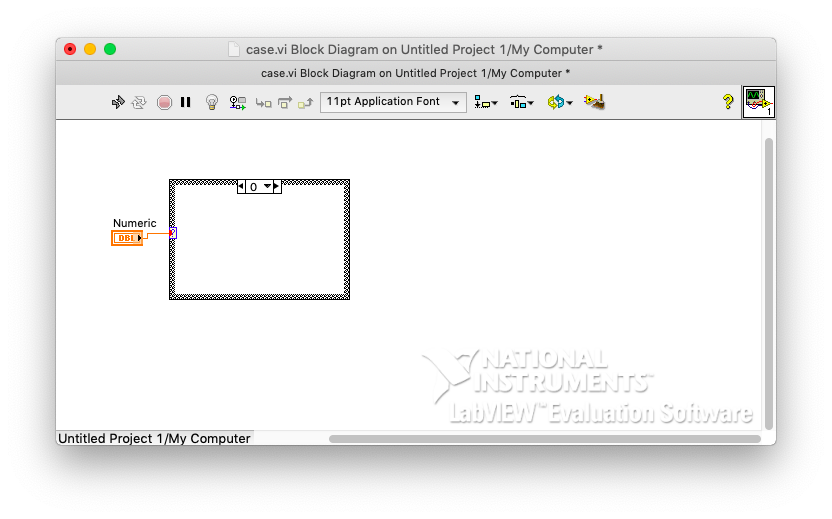 case.vi Block Diagram on Untitled Project 1/My Computer *
case.vi Block Diagram on Untitled Project 1/My Computer *
11pt Application Font
?
1
0
Numeric
DBL
?
NATIONAL
INSTRUMENTS™
LabVIEW™ Evaluation Software
Untitled Project 1/My Computer